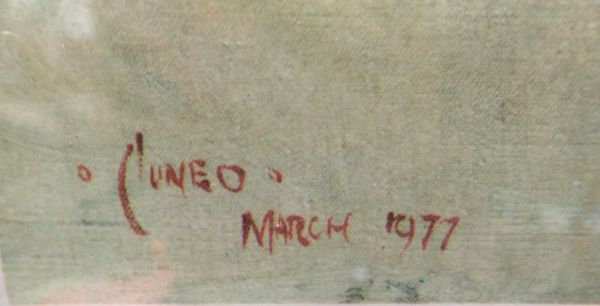 . CUNEO .
MARCH 1977